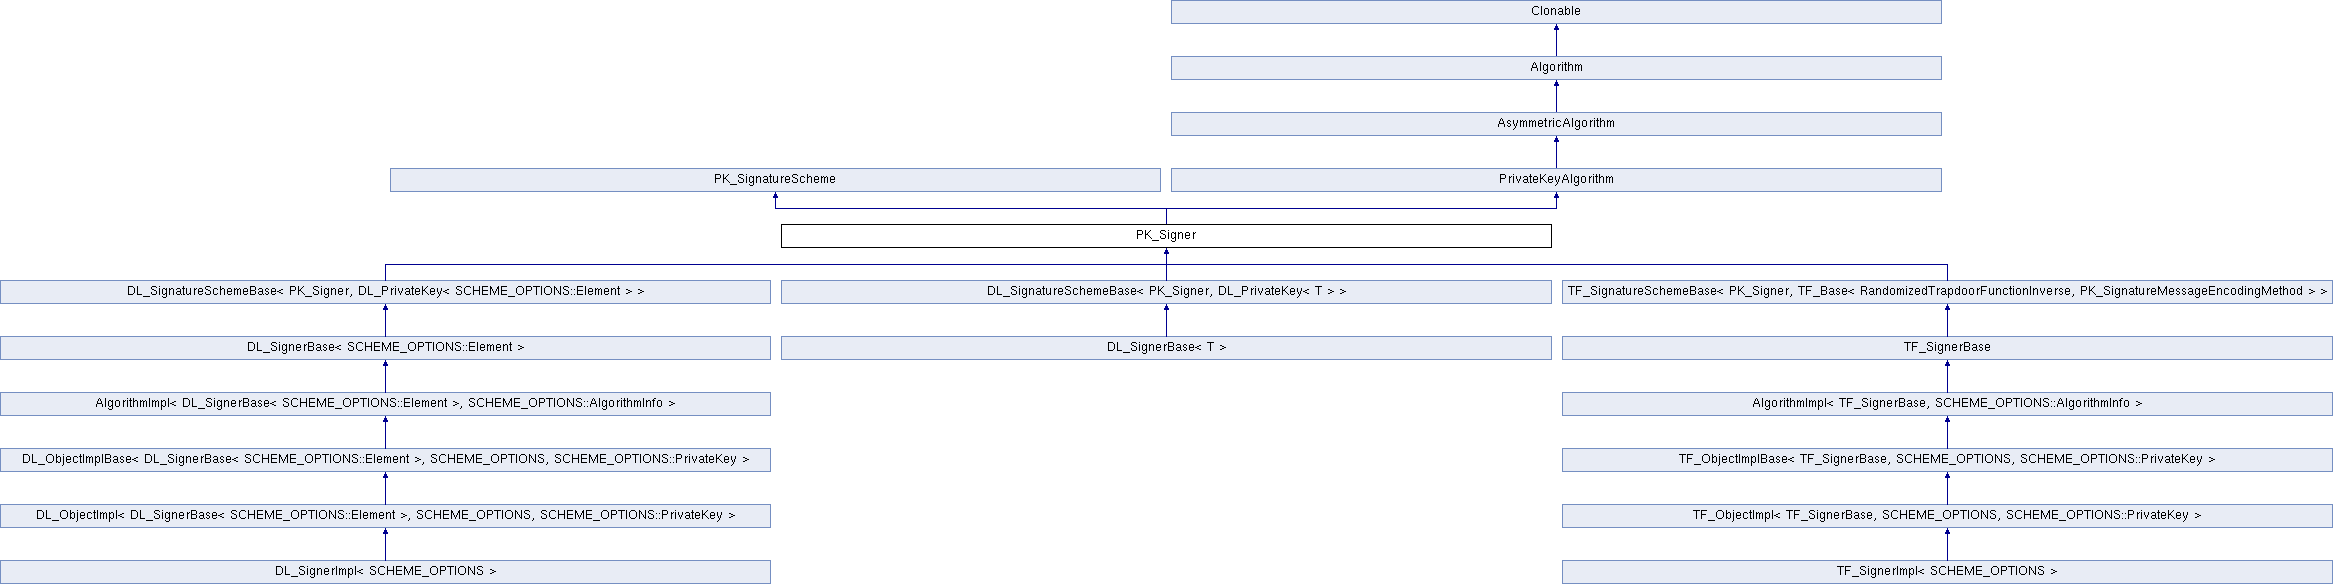 Clonable
Algorithm
AsymmetricAlgorithm
PK_SignatureScheme
PrivateKeyAlgorithm
PK_Signer
DL_SignatureSchemeBase< PK_Signer, DL_PrivateKey< SCHEME_OPTIONS::Element > >
DL_SignatureSchemeBase< PK_Signer, DL_PrivateKey< T > >
TF_SignatureSchemeBase< PK_Signer, TF_Base< RandomizedTrapdoorFunctionInverse, PK_SignatureMessageEncodingMethod > >
DL_SignerBase< SCHEME_OPTIONS::Element >
DL_SignerBase< T >
TF_SignerBase
AlgorithmImpl< DL_SignerBase< SCHEME_OPTIONS::Element >, SCHEME_OPTIONS::AlgorithmInfo >
AlgorithmImpl< TF_SignerBase, SCHEME_OPTIONS::AlgorithmInfo >
DL_ObjectImplBase< DL_SignerBase< SCHEME_OPTIONS::Element >, SCHEME_OPTIONS, SCHEME_OPTIONS::PrivateKey >
TF_ObjectImplBase< TF_SignerBase, SCHEME_OPTIONS, SCHEME_OPTIONS::PrivateKey >
DL_ObjectImpl< DL_SignerBase< SCHEME_OPTIONS::Element >, SCHEME_OPTIONS, SCHEME_OPTIONS::PrivateKey >
TF_ObjectImpl< TF_SignerBase, SCHEME_OPTIONS, SCHEME_OPTIONS::PrivateKey >
DL_SignerImpl< SCHEME_OPTIONS >
TF_SignerImpl< SCHEME_OPTIONS >